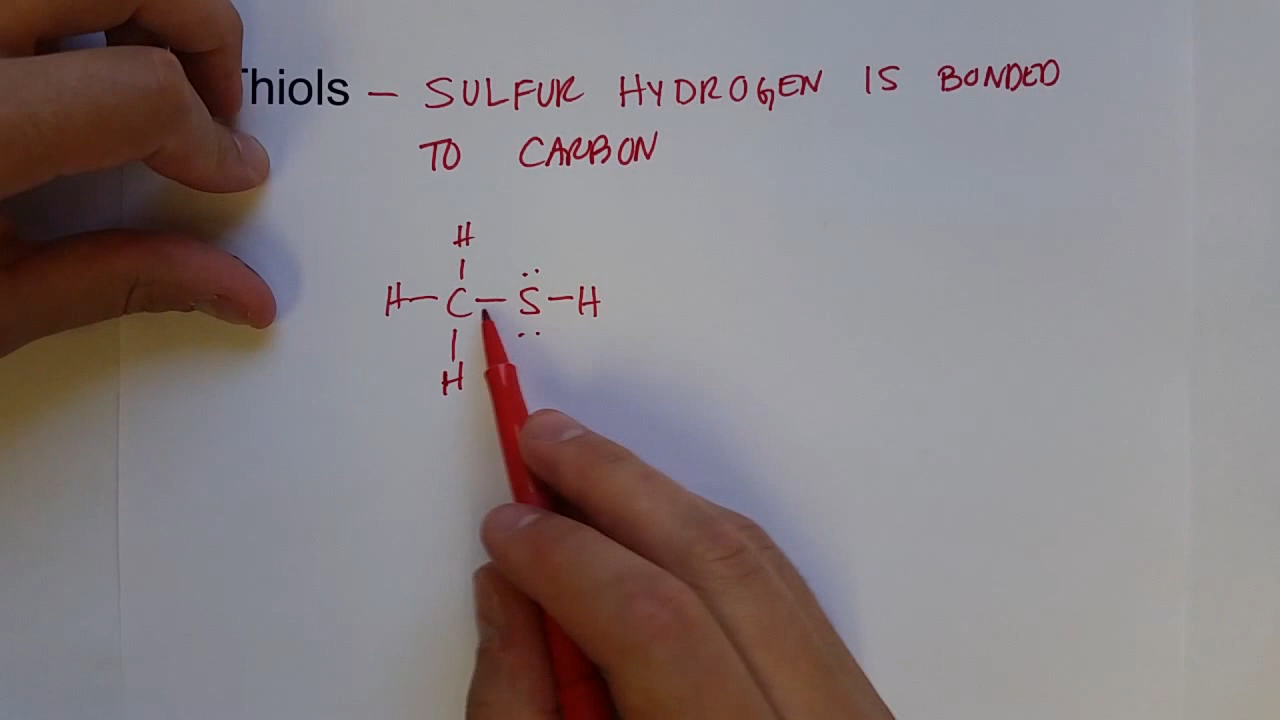 Thiols – SULFUR HYDROGEN IS BONDED
TO CARBON
H
H–C–S–H
H